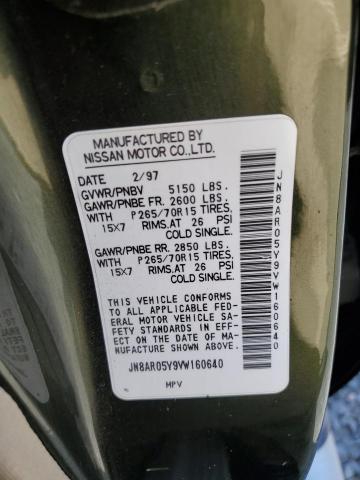 MANUFACTURED BY
NISSAN MOTOR CO.,LTD.
DATE 2/97
GVWR/PNBV 5150 LBS.
GAWR/PNBE FR. 2600 LBS.
WITH P265/70R15 TIRES.
15X7 RIMS.AT 26 PSI
COLD SINGLE.
GAWR/PNBE RR. 2850 LBS.
WITH P265/70R15 TIRES.
15X7 RIMS.AT 26 PSI
COLD SINGLE.
THIS VEHICLE CONFORMS
TO ALL APPLICABLE FED-
ERAL MOTOR VEHICLE SA-
FETY STANDARDS IN EFF-
ECT ON THE DATE OF MA-
NUFACTURE SHOWN ABOVE.
JN8AR05Y9VW160640
MPV
JN8AR05Y9VW160640